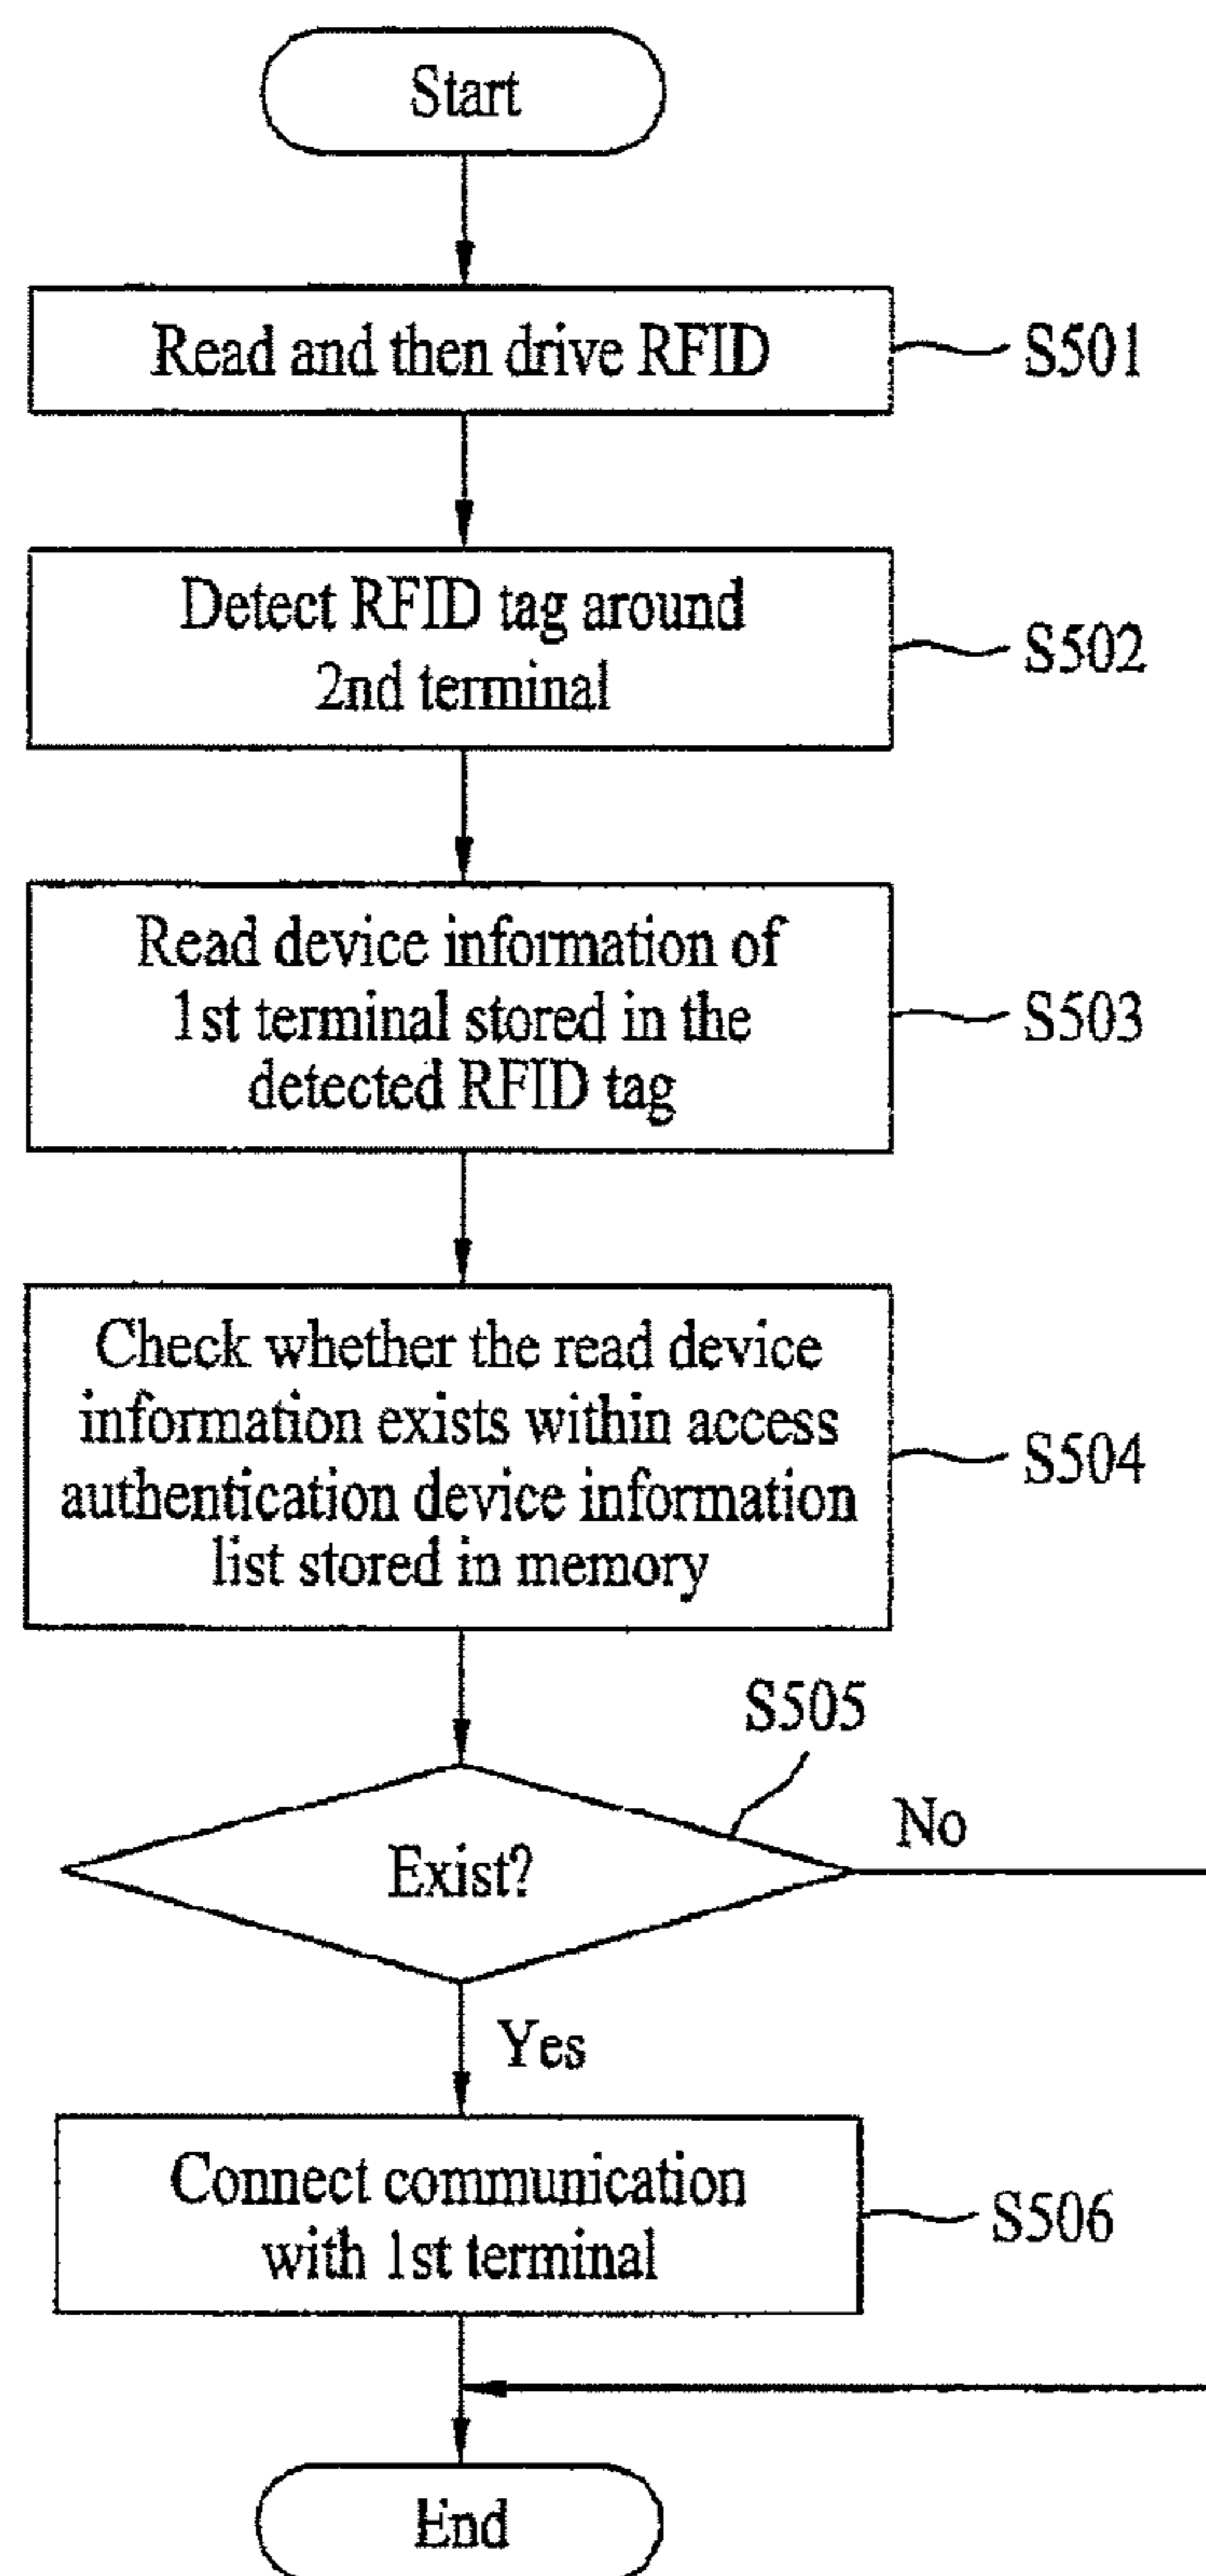 Start
Read and then drive RFID
S501
Detect RFID tag around
2nd terminal
S502
Read device information of
1st terminal stored in the
detected RFID tag
S503
Check whether the read device
information exists within access
authentication device information
list stored in memory
S504
S505
Exist?
No
Yes
Connect communication
with 1st terminal
S506
End